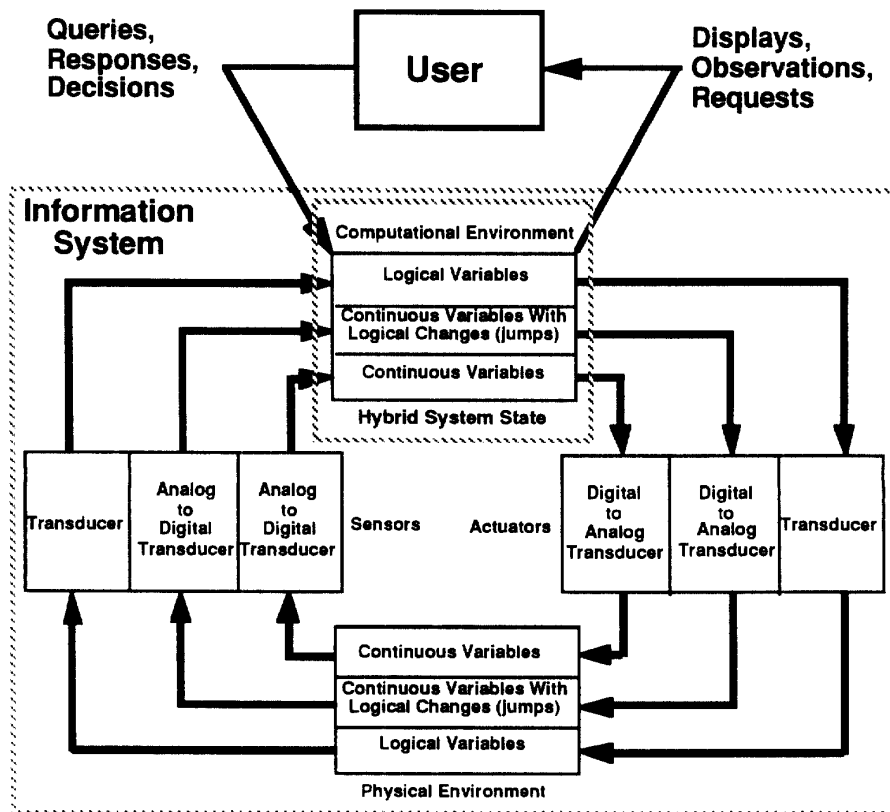 Queries,
Responses,
Decisions
User
Displays,
Observations,
Requests
Information
System
Computational Environment
Logical Variables
Continuous Variables With
Logical Changes (jumps)
Continuous Variables
Hybrid System State
Transducer
Analog
to
Digital
Transducer
Analog
to
Digital
Transducer
Sensors
Actuators
Digital
to
Analog
Transducer
Digital
to
Analog
Transducer
Transducer
Continuous Variables
Continuous Variables With
Logical Changes (jumps)
Logical Variables
Physical Environment